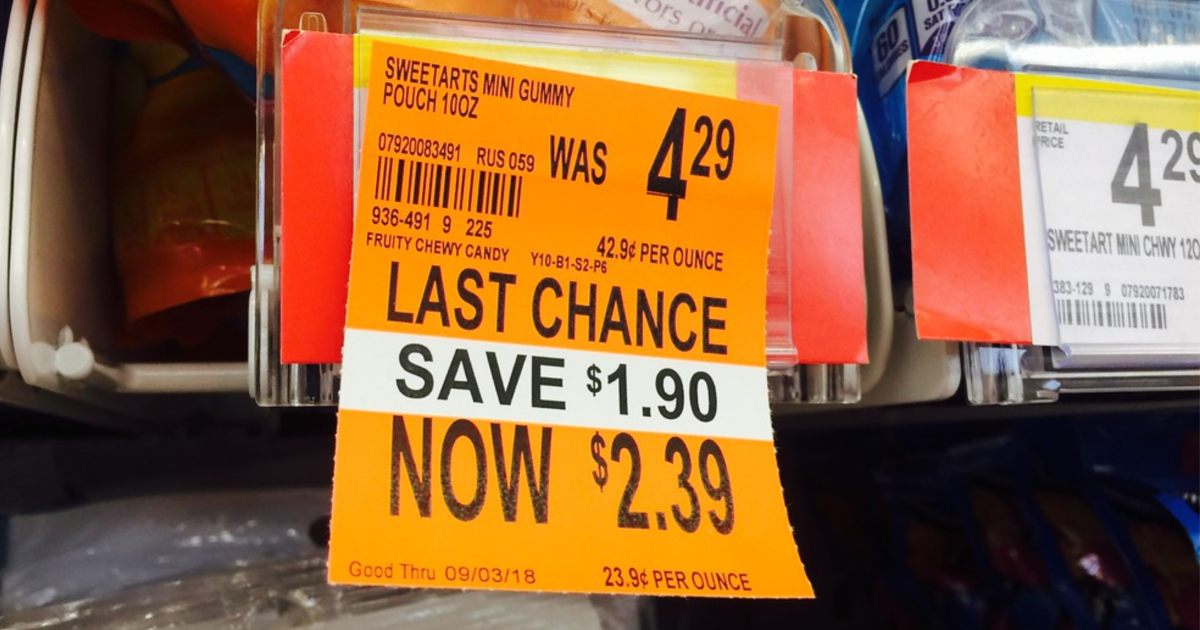 SWEETARTS MINI GUMMY
POUCH 10OZ
07920083491 RUS 059
WAS 4 29
936-491 9 225
FRUITY CHEWY CANDY Y10-B1-S2-P6
42.9¢ PER OUNCE
LAST CHANCE
SAVE $1.90
NOW $2.39
Good Thru 09/03/18
23.9¢ PER OUNCE
RETAIL
PRICE
4 29
SWEETART MINI CHWY 12O
383-129 9 07920071783
60